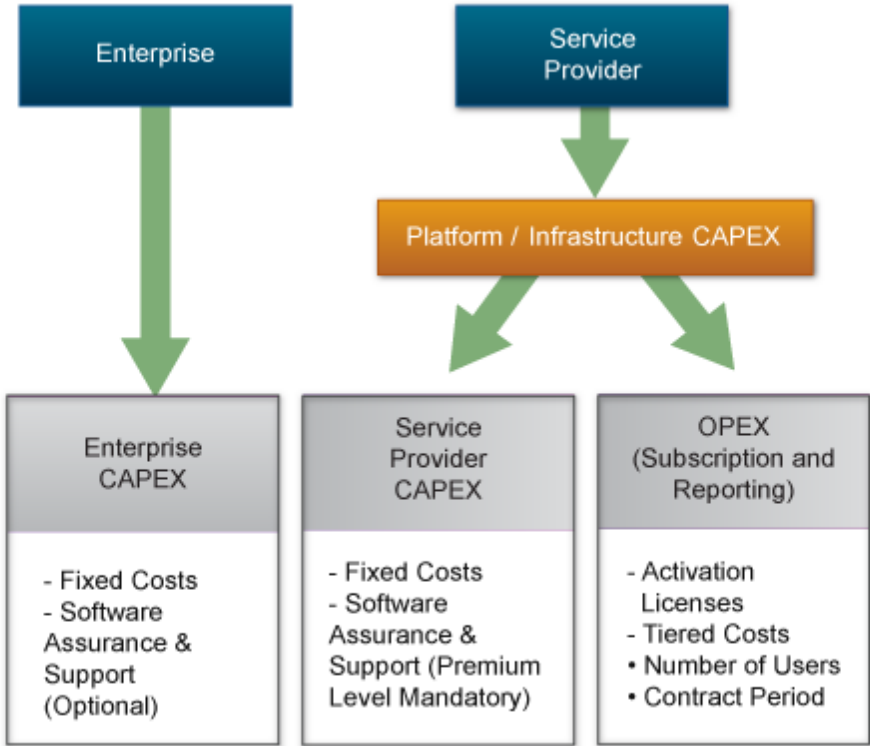 Enterprise
Service
Provider
Platform / Infrastructure CAPEX
Enterprise
CAPEX
- Fixed Costs
- Software
Assurance &
Support
(Optional)
Service
Provider
CAPEX
- Fixed Costs
- Software
Assurance &
Support (Premium
Level Mandatory)
OPEX
(Subscription and
Reporting)
- Activation
Licenses
- Tiered Costs
• Number of Users
• Contract Period